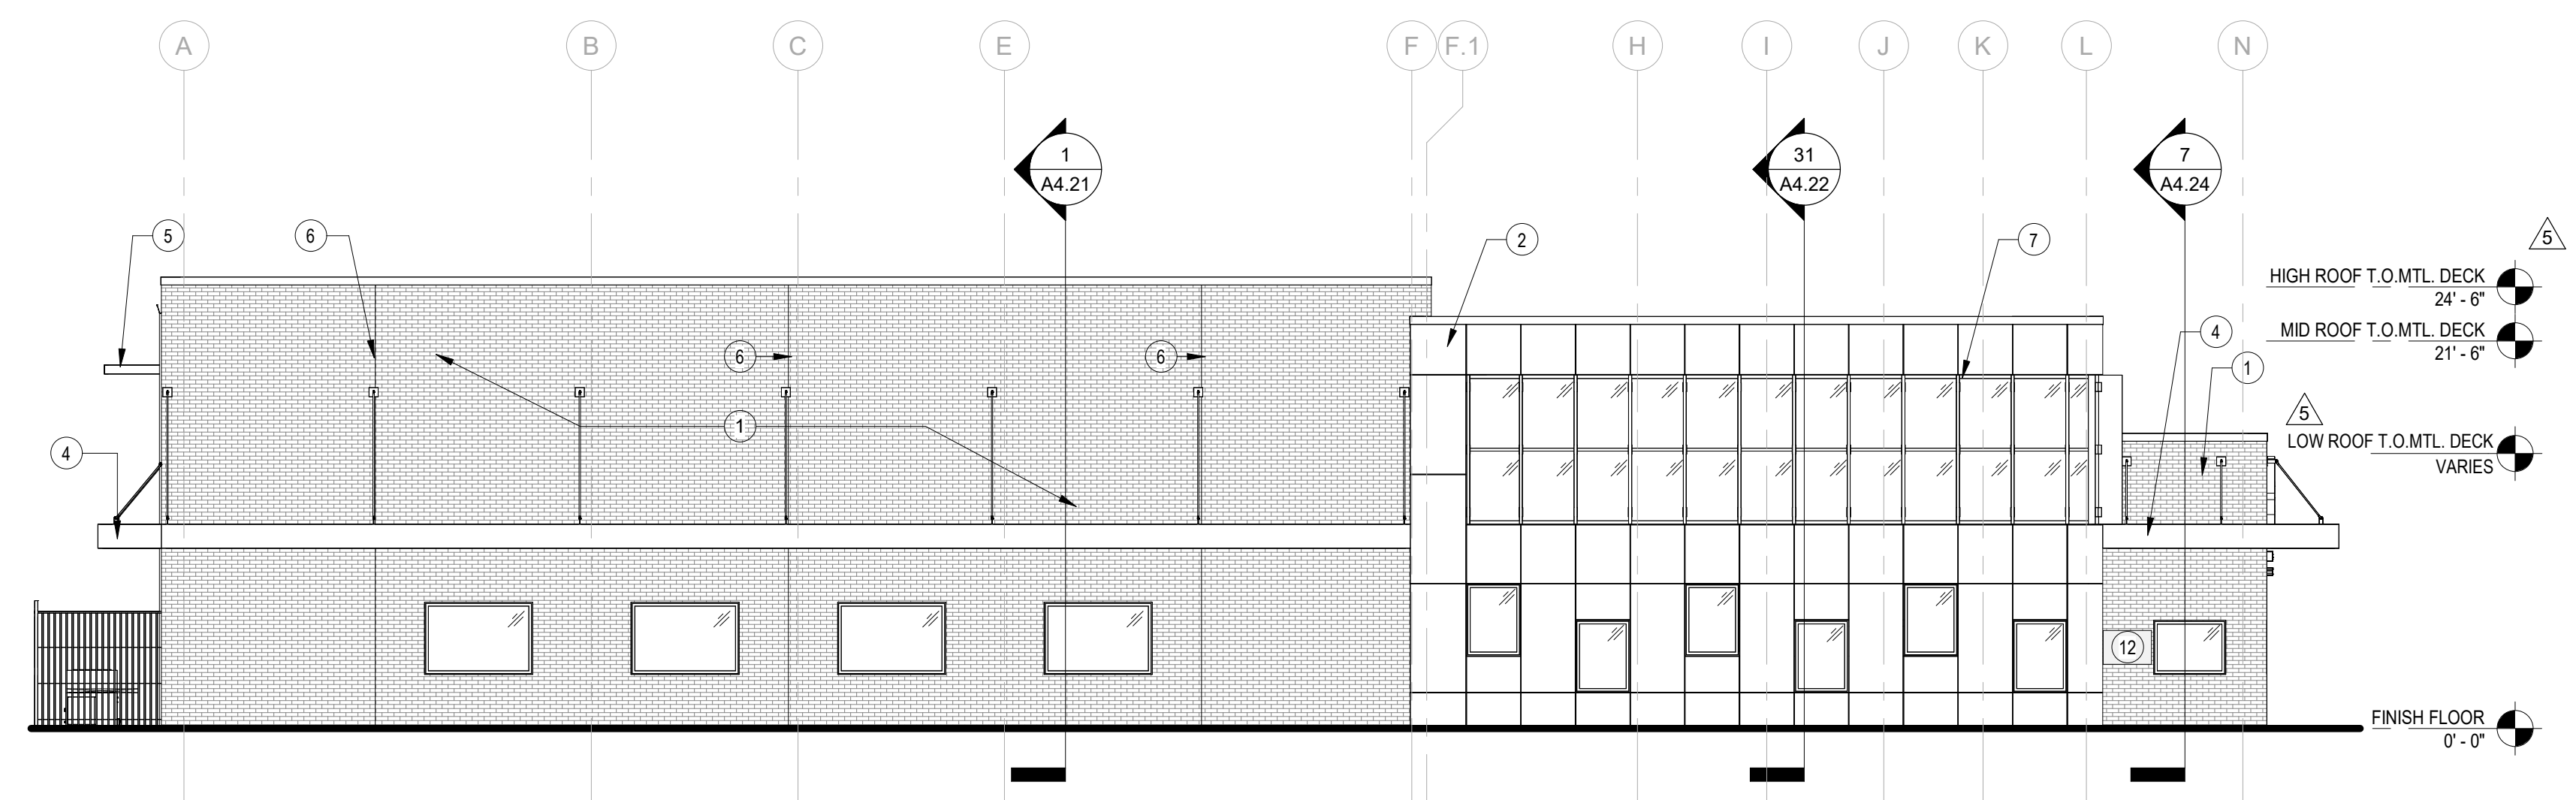 A B C E F F.1 H I J K L N
1
A4.21
31
A4.22
7
A4.24
5
6
2
7
5
HIGH ROOF T.O.MTL. DECK
24' - 6"
MID ROOF T.O.MTL. DECK
21' - 6"
4
6
6
1
5
1
4
LOW ROOF T.O.MTL. DECK
VARIES
12
FINISH FLOOR
0' - 0"